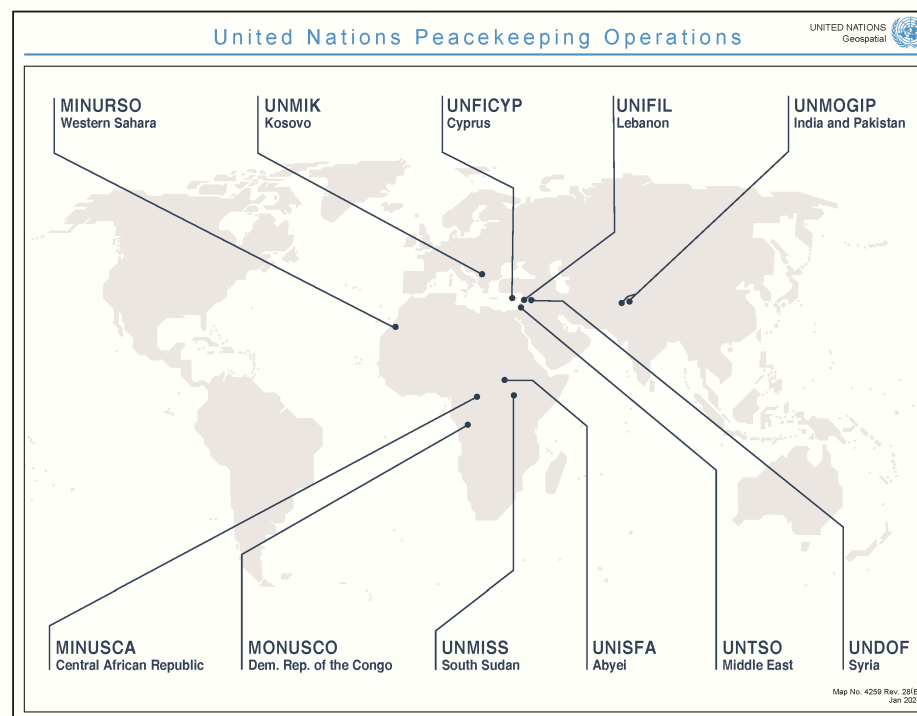 United Nations Peacekeeping Operations
UNITED NATIONS
Geospatial
MINURSO
Western Sahara
UNMIK
Kosovo
UNFICYP
Cyprus
UNIFIL
Lebanon
UNMOGIP
India and Pakistan
MINUSCA
Central African Republic
MONUSCO
Dem. Rep. of the Congo
UNMISS
South Sudan
UNISFA
Abyei
UNTSO
Middle East
UNDOF
Syria
Map No. 4259 Rev. 28
Jan